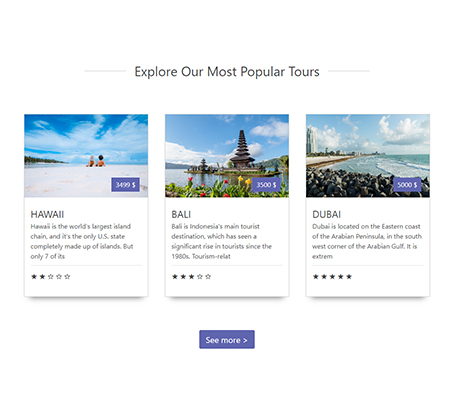 Explore Our Most Popular Tours
3499 $
3500 $
5000 $
HAWAII
Hawaii is the world's largest island
chain, and it's the only U.S. state
completely made up of islands. But
only 7 of its
★★☆☆☆
BALI
Bali is Indonesia's main tourist
destination, which has seen a
significant rise in tourists since the
1980s. Tourism-relat
★★★☆☆
DUBAI
Dubai is located on the Eastern coast
of the Arabian Peninsula, in the south
west corner of the Arabian Gulf. It is
extrem
★★★★★
See more >